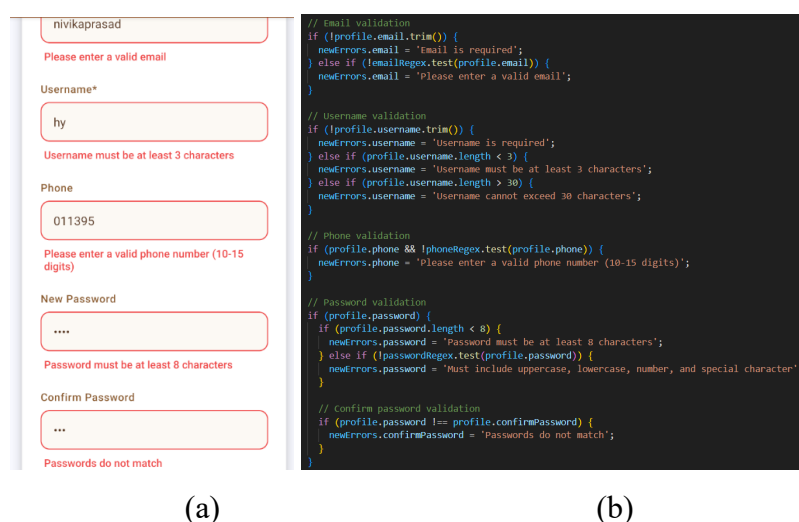 nivikaprasad
Please enter a valid email
Username*
hy
Username must be at least 3 characters
Phone
011395
Please enter a valid phone number (10-15
digits)
New Password
••••
Password must be at least 8 characters
Confirm Password
•••
Passwords do not match
(a)
// Email validation
if (!profile.email.trim()) {
newErrors.email = 'Email is required';
} else if (!emailRegex.test(profile.email)) {
newErrors.email = 'Please enter a valid email';
}
// Username validation
if (!profile.username.trim()) {
newErrors.username = 'Username is required';
} else if (profile.username.length < 3) {
newErrors.username = 'Username must be at least 3 characters';
} else if (profile.username.length > 30) {
newErrors.username = 'Username cannot exceed 30 characters';
}
// Phone validation
if (profile.phone && !phoneRegex.test(profile.phone)) {
newErrors.phone = 'Please enter a valid phone number (10-15 digits)';
}
// Password validation
if (profile.password) {
if (profile.password.length < 8) {
newErrors.password = 'Password must be at least 8 characters';
} else if (!passwordRegex.test(profile.password)) {
newErrors.password = 'Must include uppercase, lowercase, number, and special character'
}
// Confirm password validation
if (profile.password !== profile.confirmPassword) {
newErrors.confirmPassword = 'Passwords do not match';
}
}
(b)